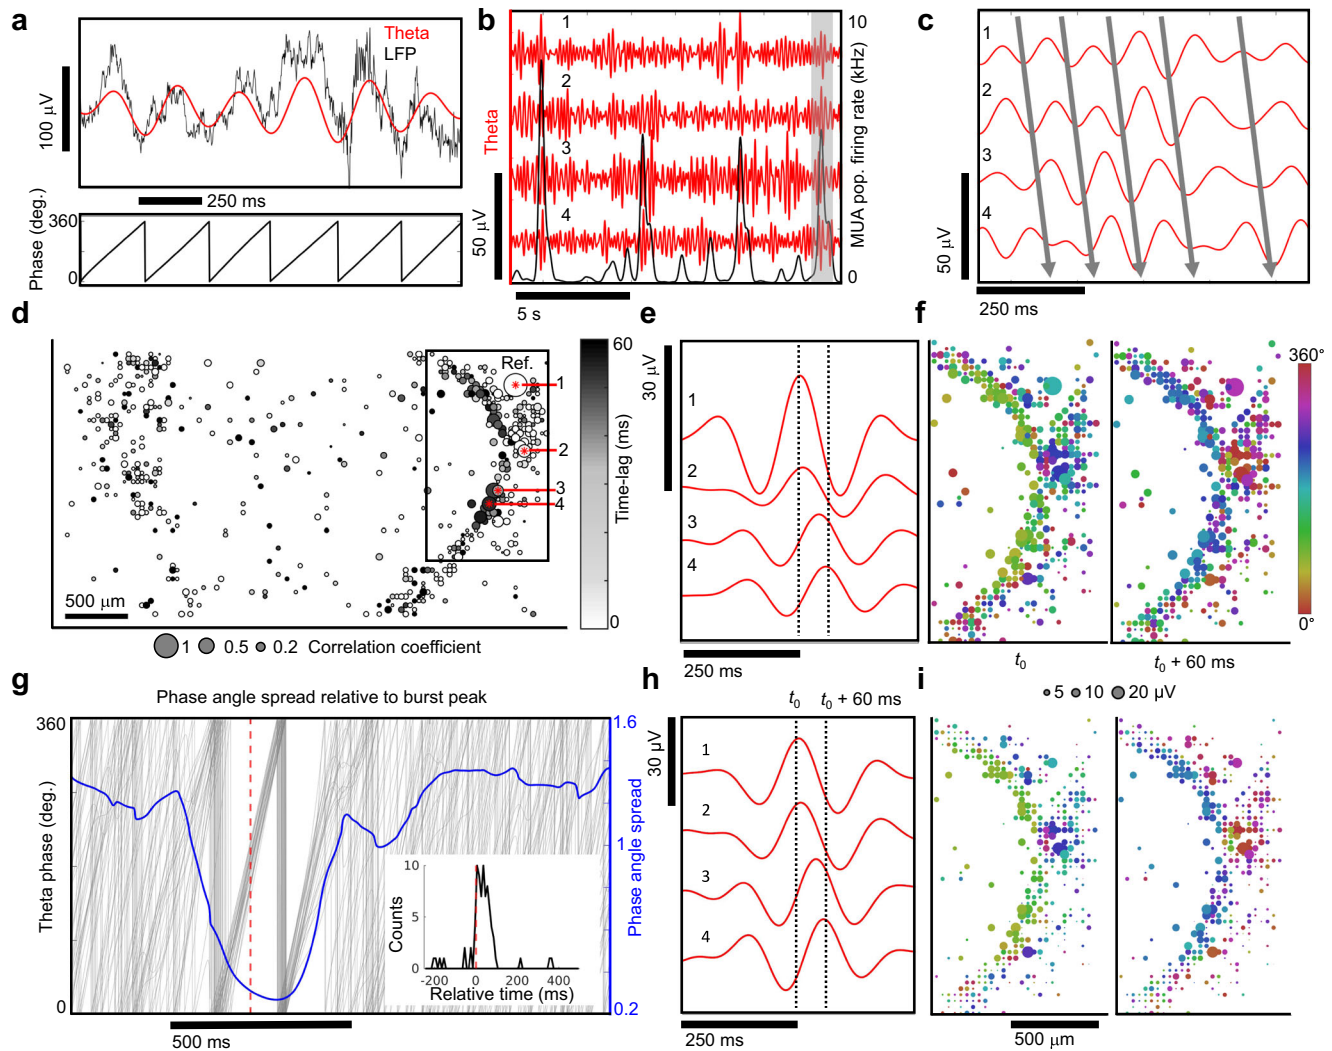 a
Theta
LFP
100 µV
250 ms
Phase (deg.)
360
0
b
Theta
50 µV
1
2
3
4
10
0
MUA pop. firing rate (kHz)
5 s
c
1
2
3
4
50 µV
250 ms
d
Ref.
1
2
3
4
500 µm
60
0
Time-lag (ms)
1 0.5 0.2 Correlation coefficient
e
30 µV
1
2
3
4
250 ms
f
360°
0°
t0
t0 + 60 ms
5 10 20 µV
g
Phase angle spread relative to burst peak
Theta phase (deg.)
360
0
1.6
1
0.2
Phase angle spread
Counts
10
5
0
-200 0 200 400
Relative time (ms)
500 ms
h
t0 t0 + 60 ms
30 µV
1
2
3
4
250 ms
i
500 µm